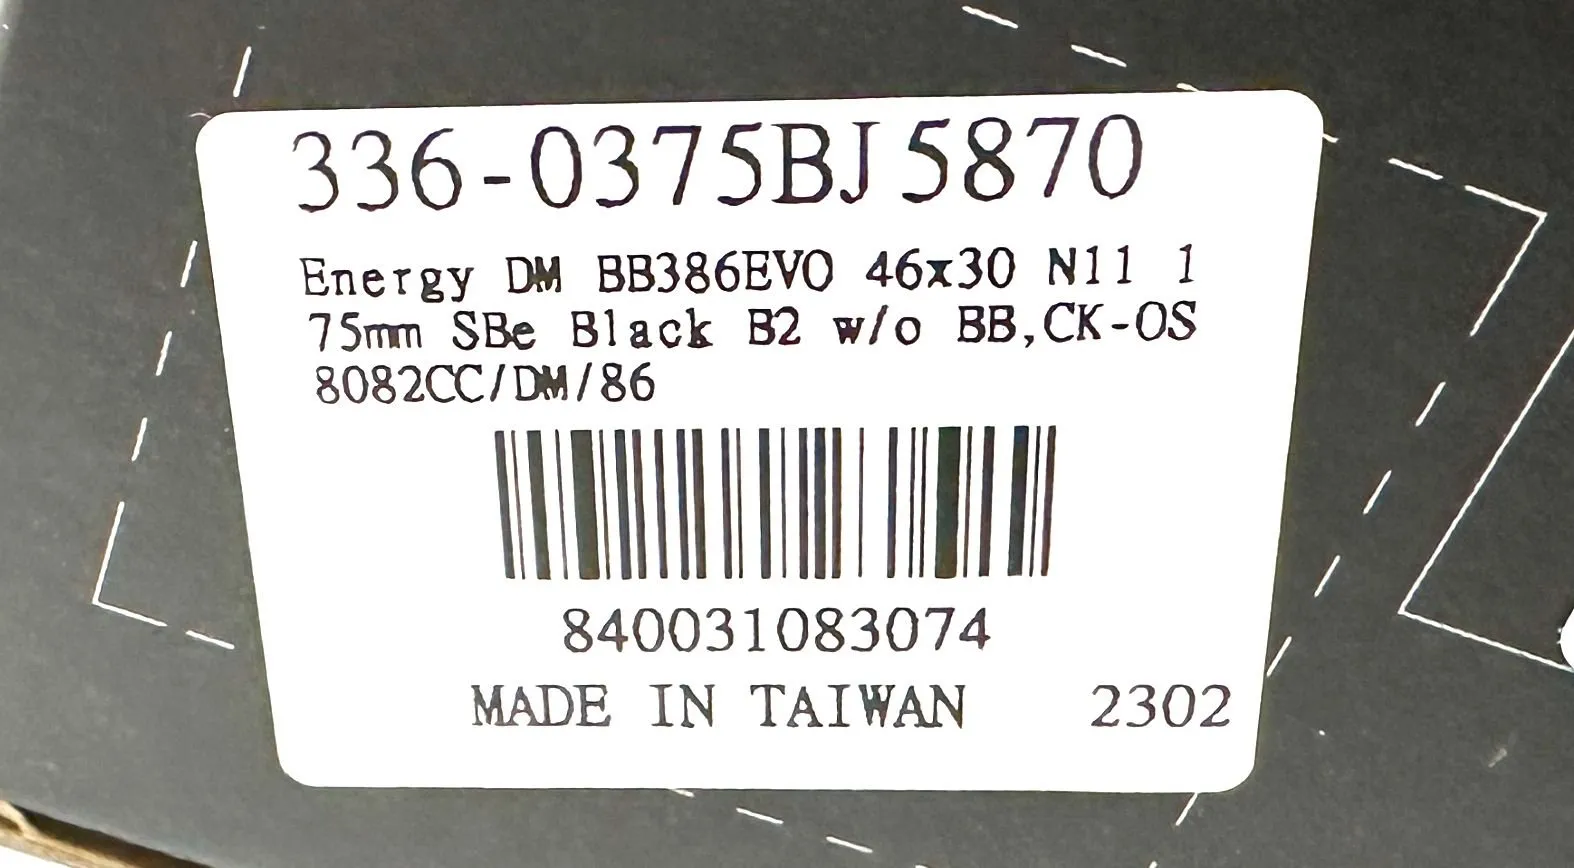 336-0375BJ5870
Energy DM BB386EVO 46x30 N11 1
75mm SBe Black B2 w/o BB,CK-OS
8082CC/DM/86
840031083074
MADE IN TAIWAN 2302